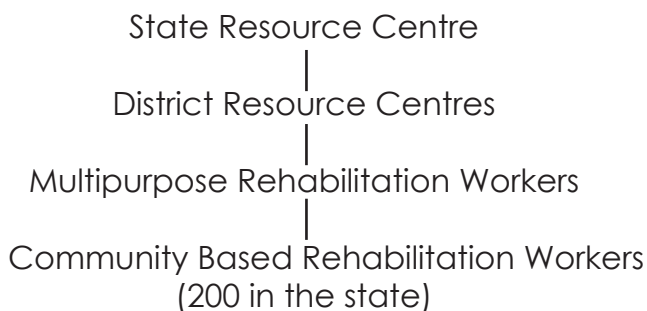 State Resource Centre
District Resource Centres
Multipurpose Rehabilitation Workers
Community Based Rehabilitation Workers
(200 in the state)